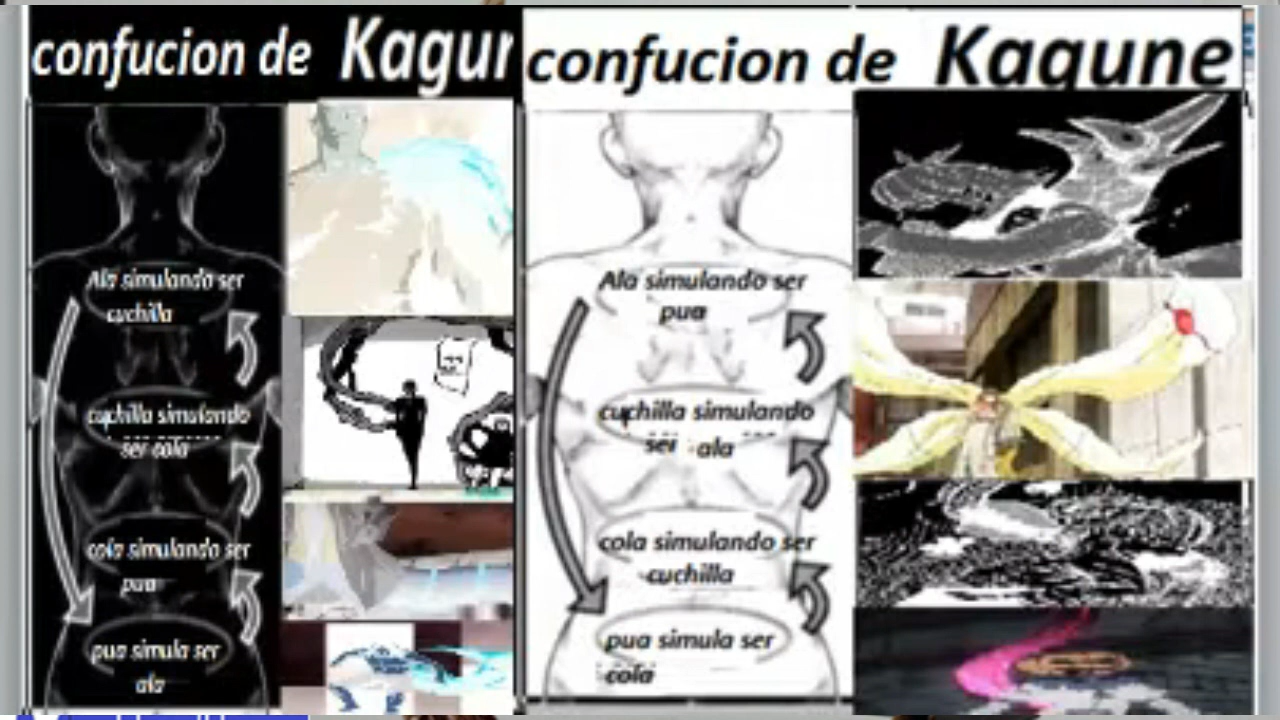 confucion de Kagun
Ala simulando ser
cuchilla
cuchilla simulando
ser cola
cola simulando ser
pua
pua simula ser
ala
confucion de Kagune
Ala simulando ser
pua
cuchilla simulando
ser ala
cola simulando ser
cuchilla
pua simula ser
cola